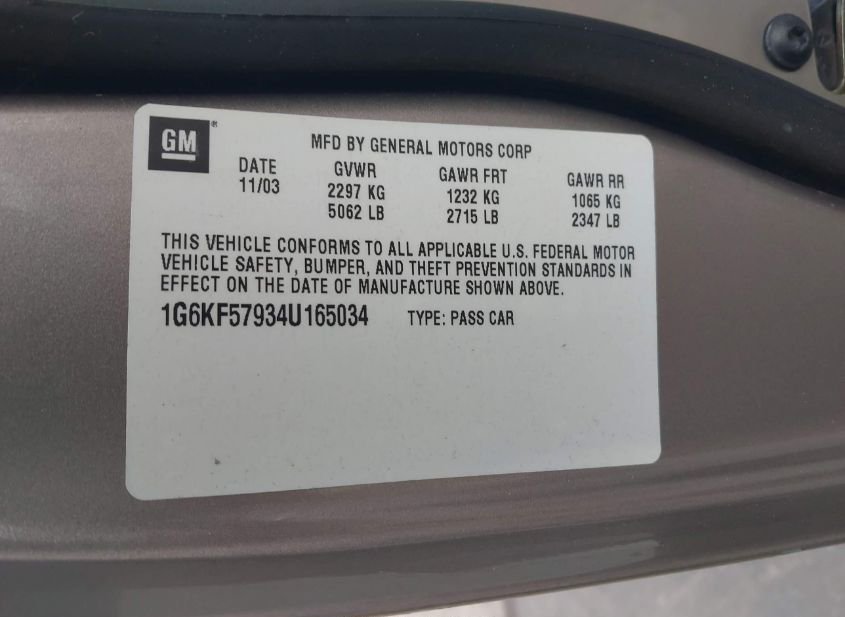 GM®
MFD BY GENERAL MOTORS CORP
DATE GVWR GAWR FRT GAWR RR
11/03 2297 KG 1232 KG 1065 KG
5062 LB 2715 LB 2347 LB
THIS VEHICLE CONFORMS TO ALL APPLICABLE U.S. FEDERAL MOTOR
VEHICLE SAFETY, BUMPER, AND THEFT PREVENTION STANDARDS IN
EFFECT ON THE DATE OF MANUFACTURE SHOWN ABOVE.
1G6KF57934U165034 TYPE: PASS CAR